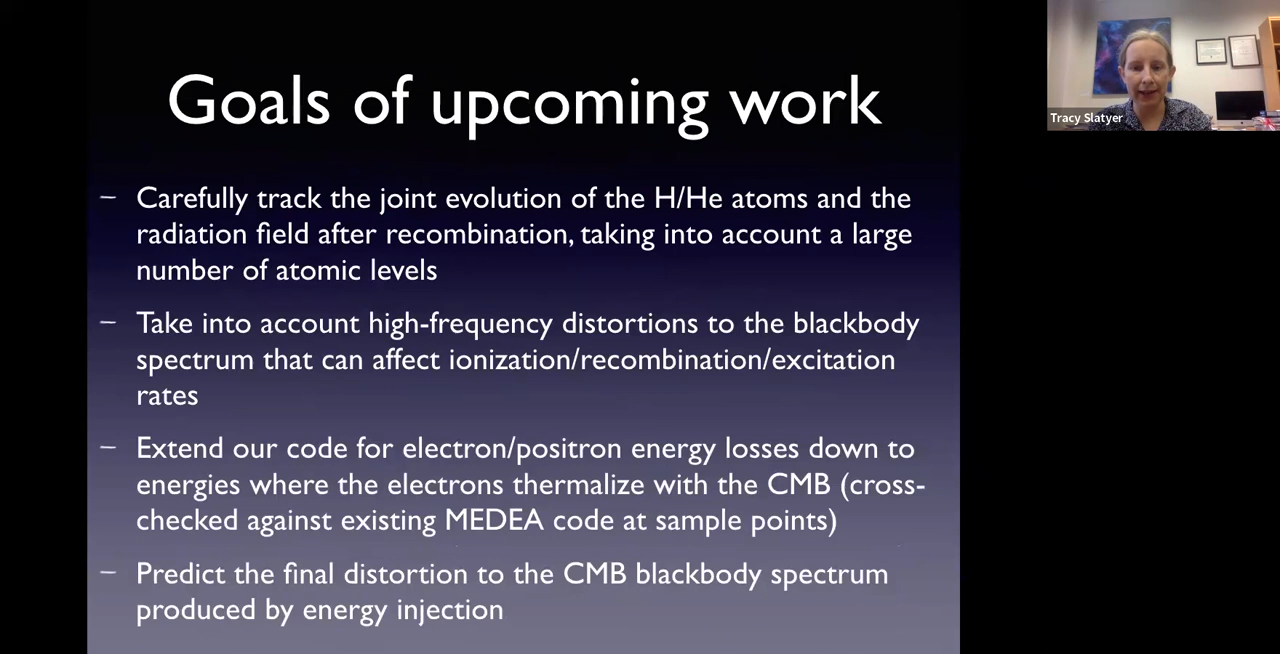 Goals of upcoming work
– Carefully track the joint evolution of the H/He atoms and the
radiation field after recombination, taking into account a large
number of atomic levels
– Take into account high-frequency distortions to the blackbody
spectrum that can affect ionization/recombination/excitation
rates
– Extend our code for electron/positron energy losses down to
energies where the electrons thermalize with the CMB (cross-
checked against existing MEDEA code at sample points)
– Predict the final distortion to the CMB blackbody spectrum
produced by energy injection
Tracy Slatyer